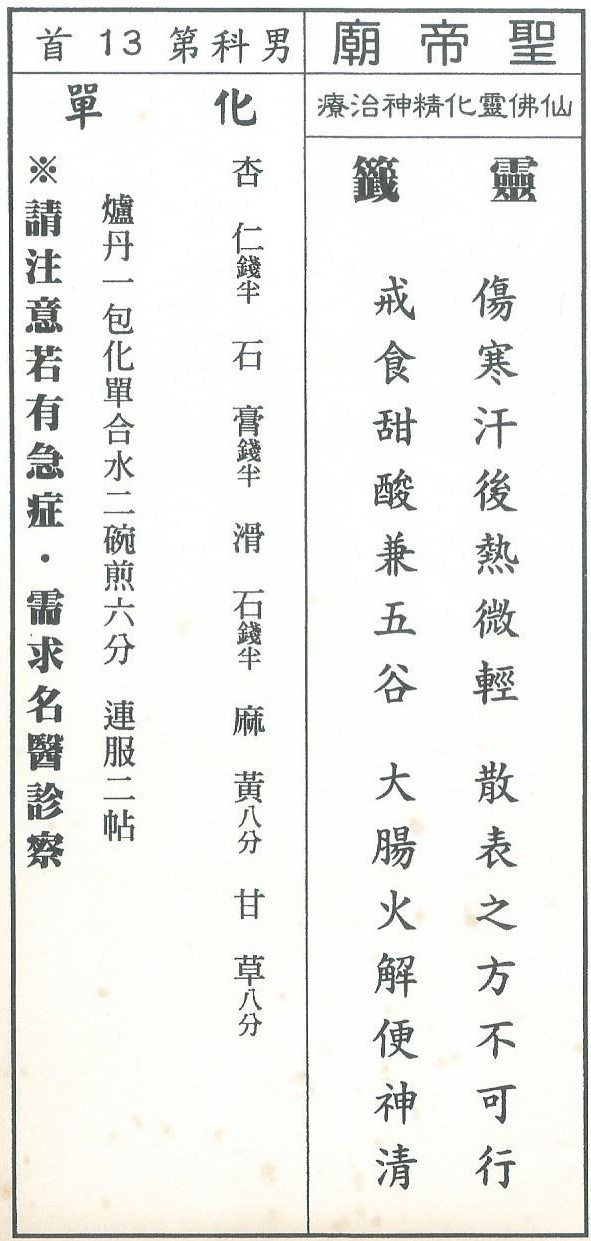 聖帝廟
男科第13首
仙佛靈化精神治療
靈籤
傷寒汗後熱微輕　散表之方不可行
戒食甜酸兼五谷　大腸火解便神清
化單
杏仁錢半　石膏錢半　滑石錢半　麻黃八分　甘草八分
爐丹一包化單合水二碗煎六分　連服二帖
※請注意若有急症・需求名醫診察